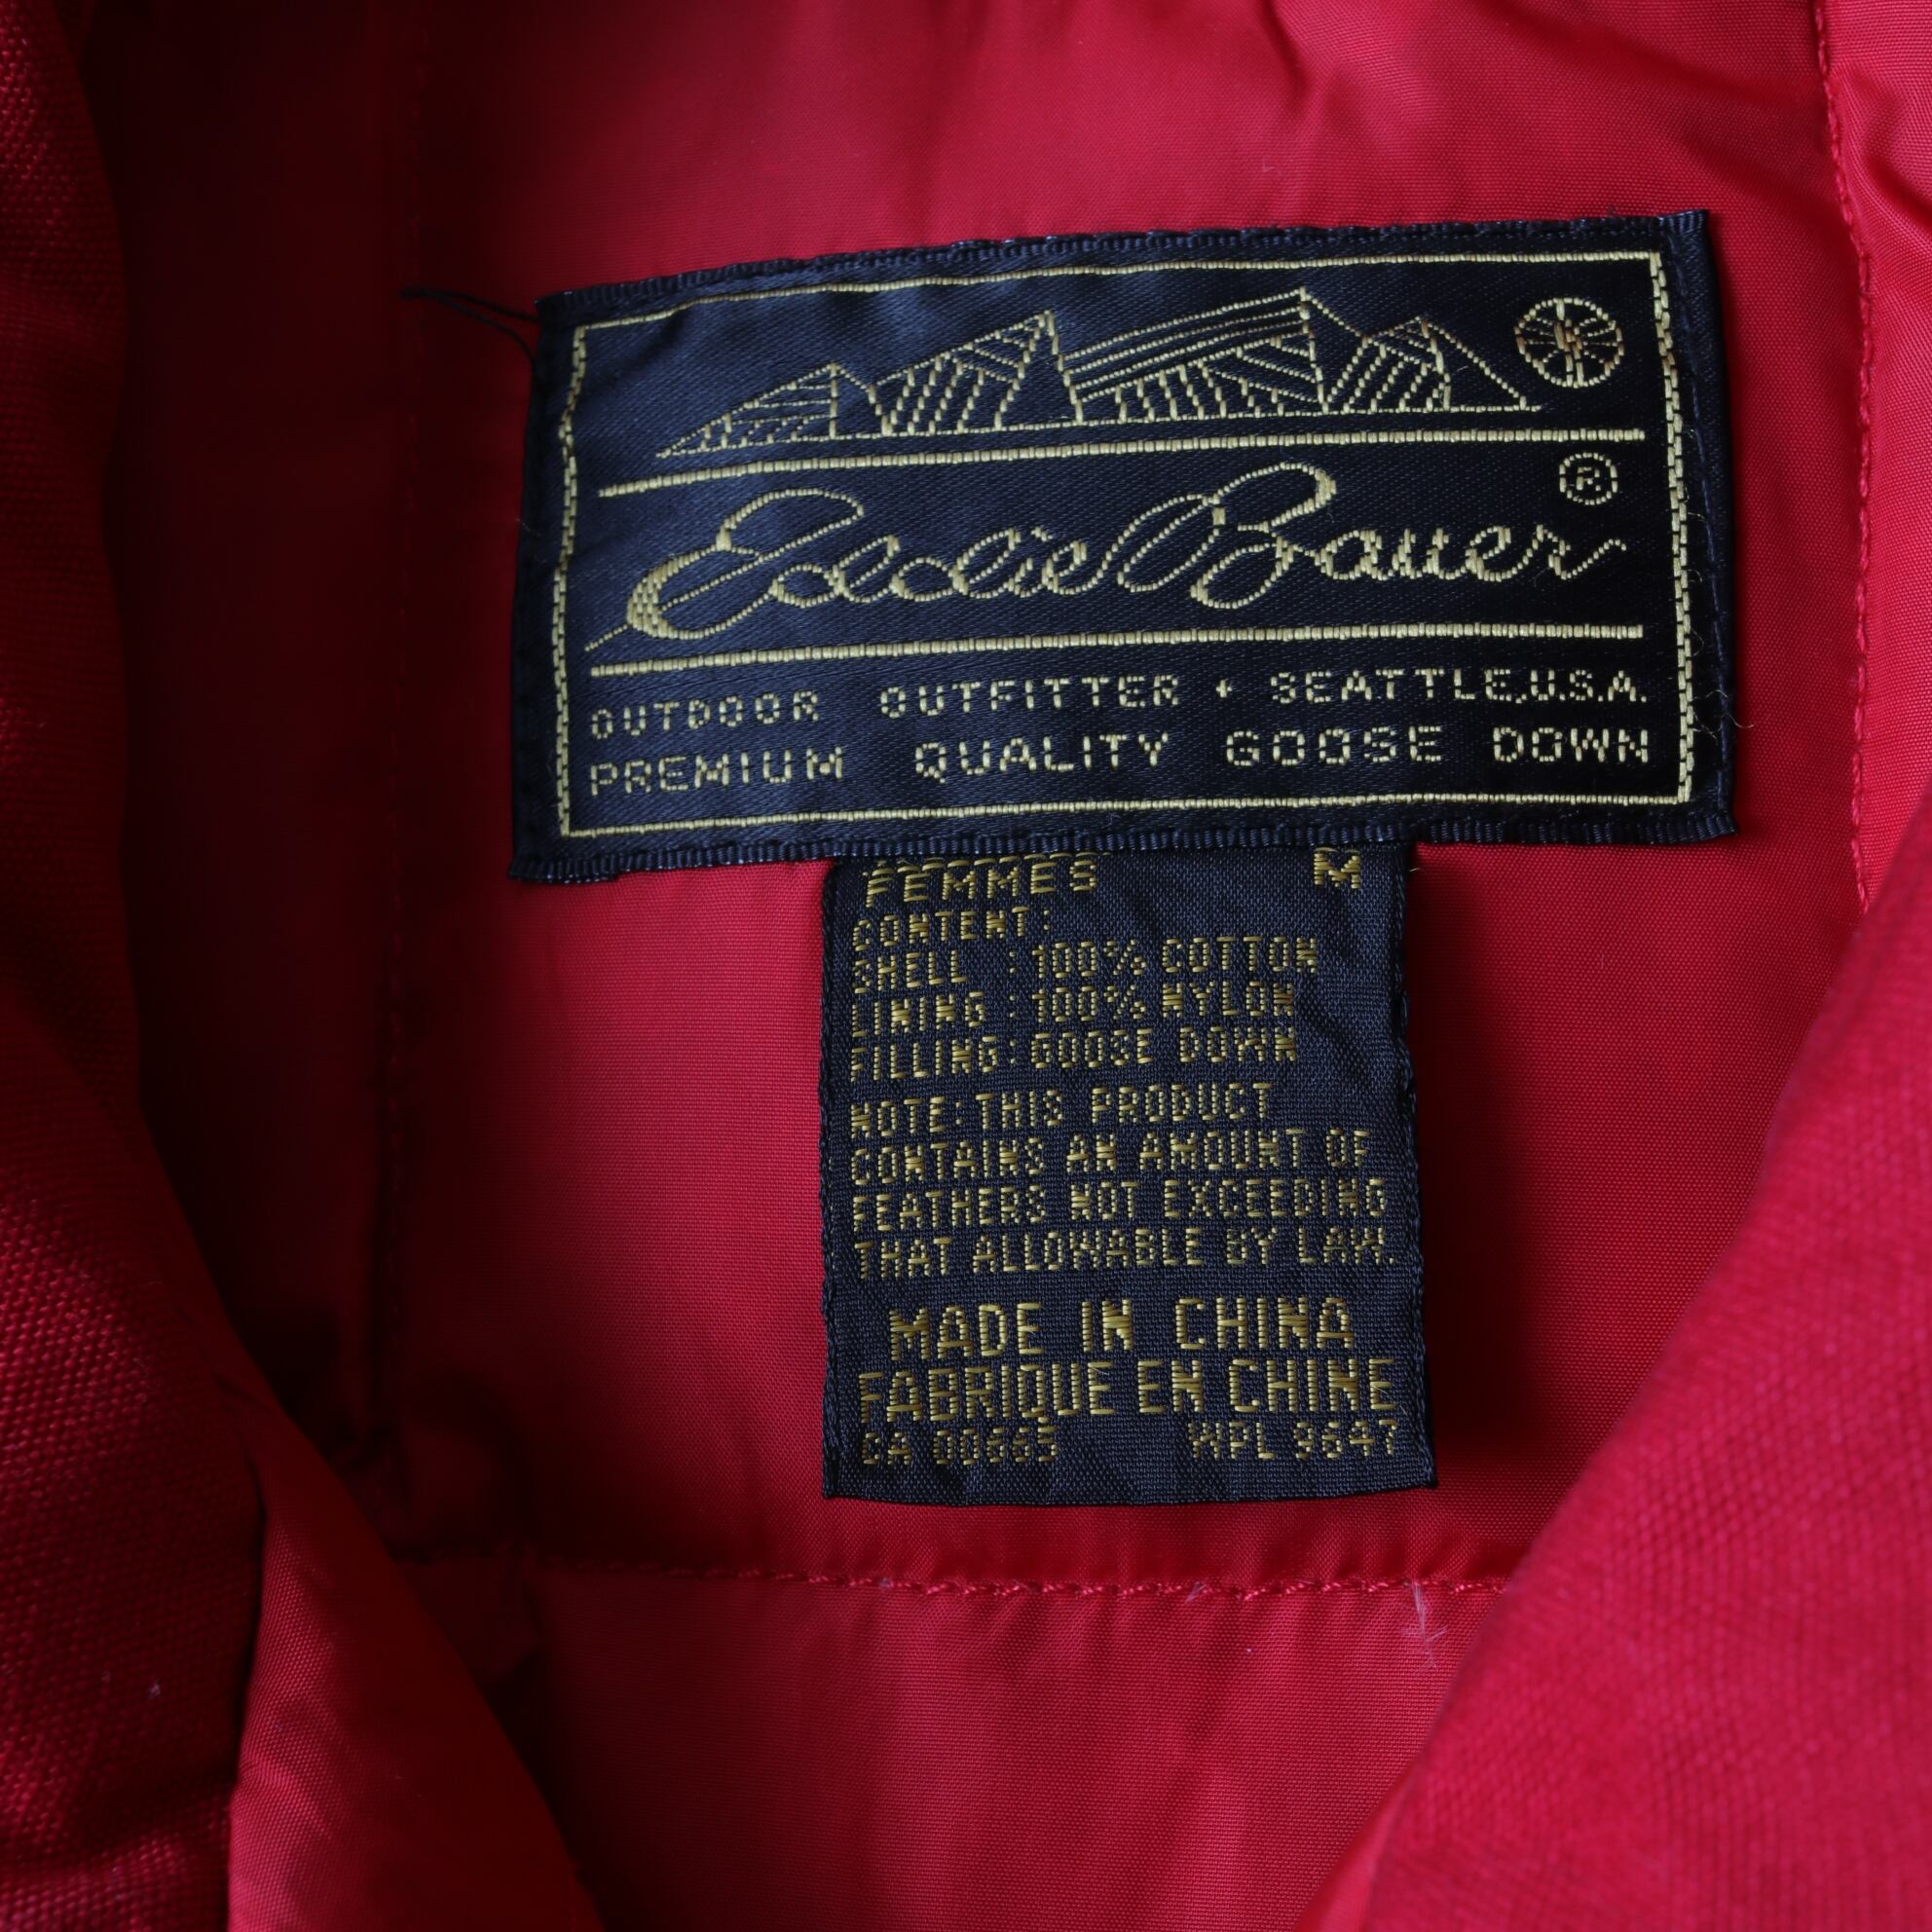 Eddie Bauer ®
OUTDOOR OUTFITTER + SEATTLE, U.S.A.
PREMIUM QUALITY GOOSE DOWN
FEMMES M
CONTENT:
SHELL : 100% COTTON
LINING : 100% NYLON
FILLING : GOOSE DOWN
NOTE: THIS PRODUCT
CONTAINS AN AMOUNT OF
FEATHERS NOT EXCEEDING
THAT ALLOWABLE BY LAW.
MADE IN CHINA
FABRIQUE EN CHINE
CA 00665 WPL 9647